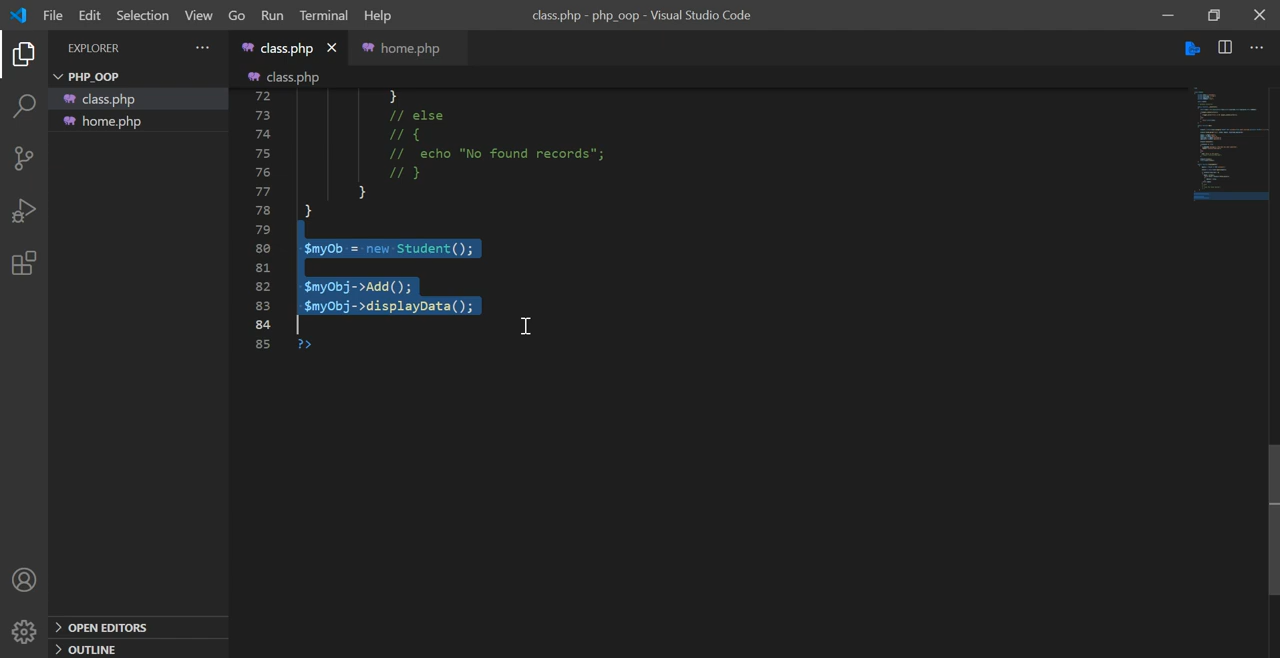 File Edit Selection View Go Run Terminal Help class.php - php_oop - Visual Studio Code
EXPLORER
PHP_OOP
class.php
home.php
OPEN EDITORS
OUTLINE
class.php home.php
class.php
72 }
73 // else
74 // {
75 // echo "No found records";
76 // }
77 }
78 }
79
80 $myOb = new Student();
81
82 $myObj->Add();
83 $myObj->displayData();
84
85 ?>